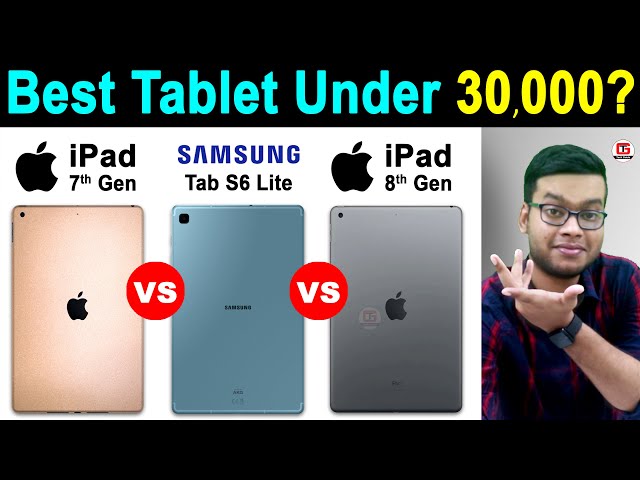 Best Tablet Under 30,000?
iPad
7th Gen
SAMSUNG
Tab S6 Lite
iPad
8th Gen
VS
VS
SAMSUNG